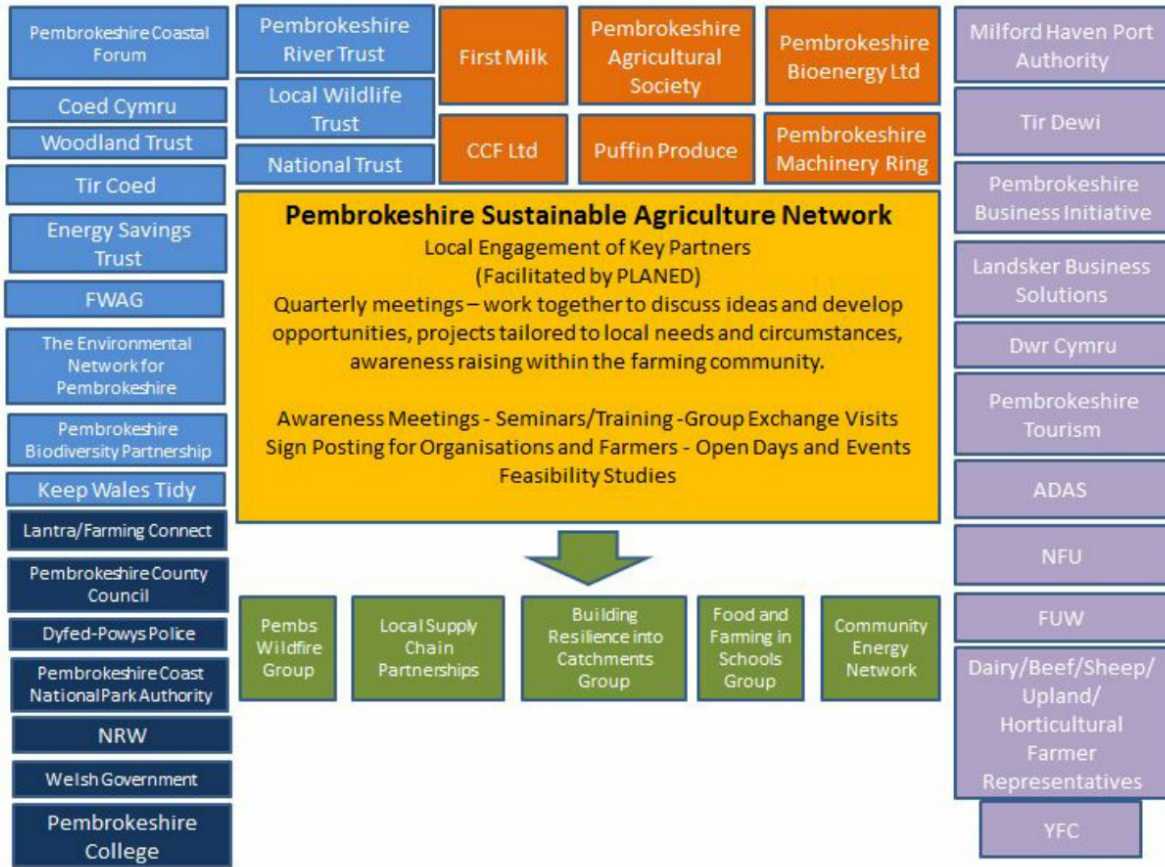 Pembrokeshire Coastal
Forum
Coed Cymru
Woodland Trust
Tir Coed
Energy Savings
Trust
FWAG
The Environmental
Network for
Pembrokeshire
Pembrokeshire
Biodiversity Partnership
Keep Wales Tidy
Lantra/Farming Connect
Pembrokeshire County
Council
Dyfed-Powys Police
Pembrokeshire Coast
National Park Authority
NRW
Welsh Government
Pembrokeshire
College
Pembrokeshire
River Trust
Local Wildlife
Trust
National Trust
First Milk
CCF Ltd
Pembrokeshire
Agricultural
Society
Puffin Produce
Pembrokeshire
Bioenergy Ltd
Pembrokeshire
Machinery Ring
Pembrokeshire Sustainable Agriculture Network
Local Engagement of Key Partners
(Facilitated by PLANED)
Quarterly meetings – work together to discuss ideas and develop
opportunities, projects tailored to local needs and circumstances,
awareness raising within the farming community.
Awareness Meetings - Seminars/Training -Group Exchange Visits
Sign Posting for Organisations and Farmers - Open Days and Events
Feasibility Studies
Pembs
Wildfire
Group
Local Supply
Chain
Partnerships
Building
Resilience into
Catchments
Group
Food and
Farming in
Schools
Group
Community
Energy
Network
Milford Haven Port
Authority
Tir Dewi
Pembrokeshire
Business Initiative
Landsker Business
Solutions
Dwr Cymru
Pembrokeshire
Tourism
ADAS
NFU
FUW
Dairy/Beef/Sheep/
Upland/
Horticultural
Farmer
Representatives
YFC